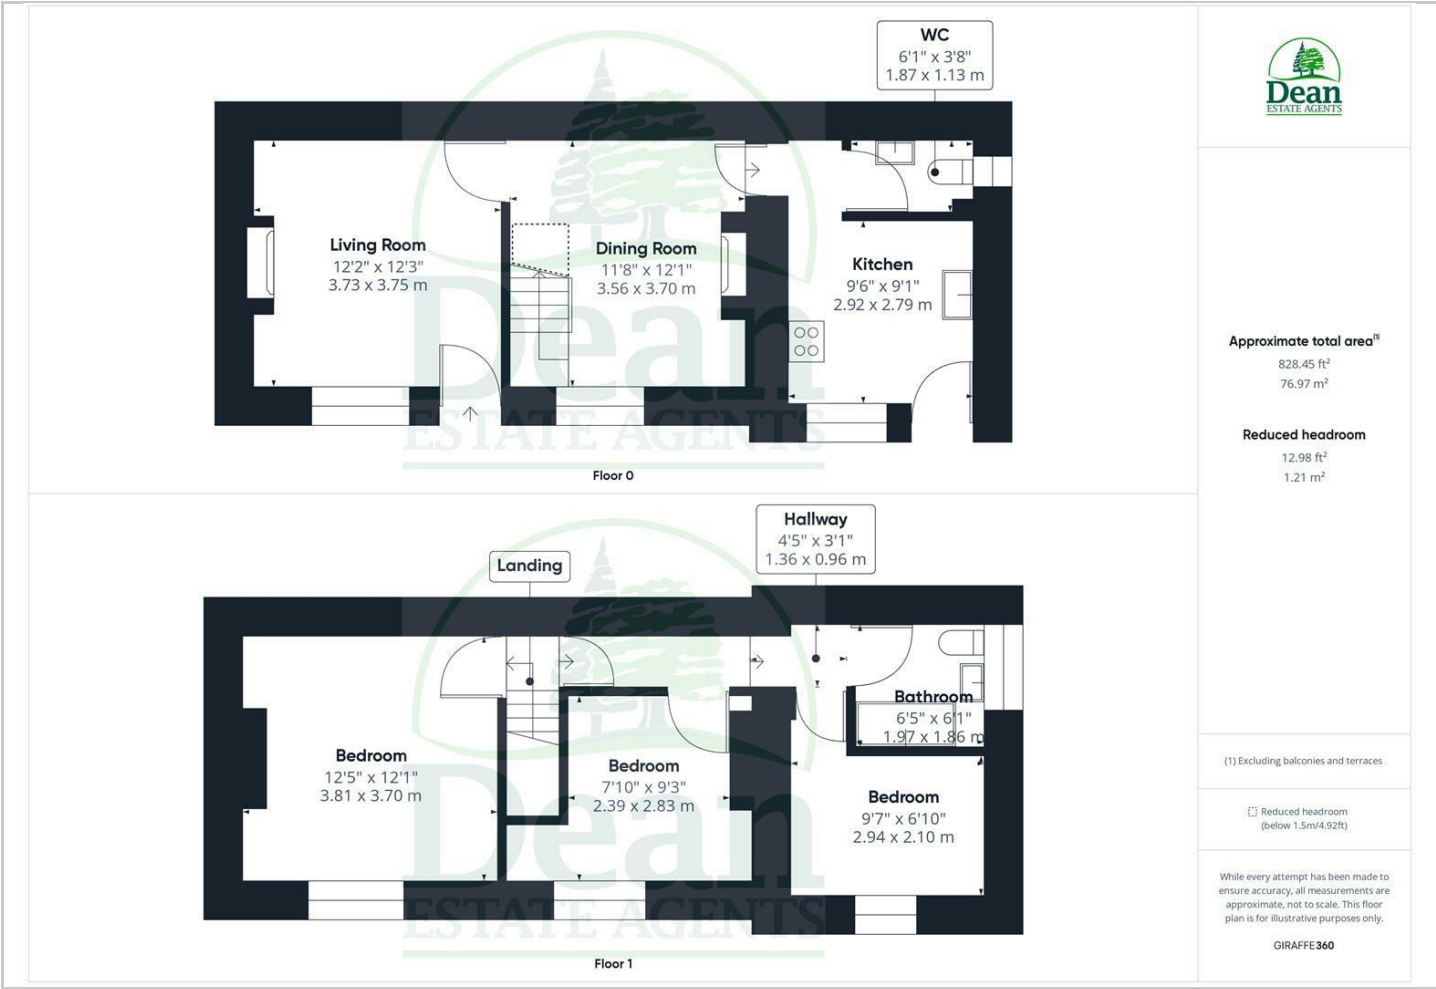 WC
6'1" x 3'8"
1.87 x 1.13 m
Living Room
12'2" x 12'3"
3.73 x 3.75 m
Dining Room
11'8" x 12'1"
3.56 x 3.70 m
Kitchen
9'6" x 9'1"
2.92 x 2.79 m
Dean
ESTATE AGENTS
Floor 0
Landing
Hallway
4'5" x 3'1"
1.36 x 0.96 m
Bedroom
12'5" x 12'1"
3.81 x 3.70 m
Bedroom
7'10" x 9'3"
2.39 x 2.83 m
Bathroom
6'5" x 6'1"
1.97 x 1.86 m
Bedroom
9'7" x 6'10"
2.94 x 2.10 m
Dean
ESTATE AGENTS
Floor 1
Dean
ESTATE AGENTS
Approximate total area(1)
828.45 ft²
76.97 m²
Reduced headroom
12.98 ft²
1.21 m²
(1) Excluding balconies and terraces
Reduced headroom
(below 1.5m/4.92ft)
While every attempt has been made to
ensure accuracy, all measurements are
approximate, not to scale. This floor
plan is for illustrative purposes only.
GIRAFFE360